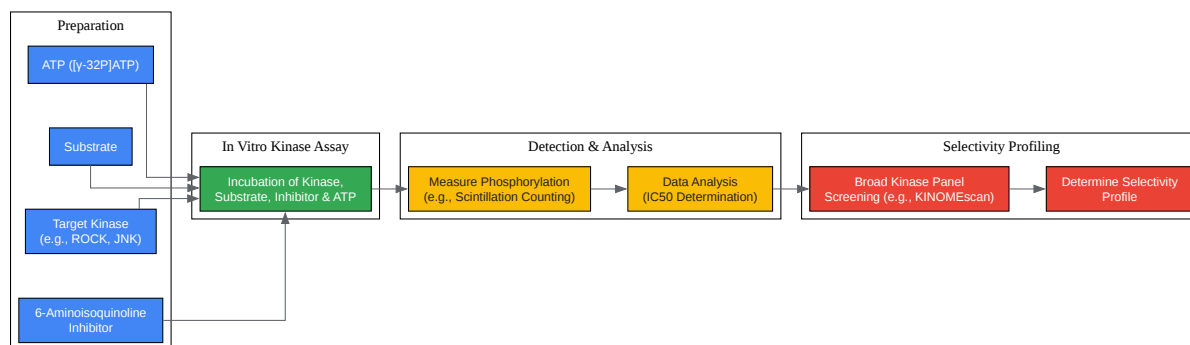 Preparation
ATP ([γ-32P]ATP)
Substrate
Target Kinase
(e.g., ROCK, JNK)
6-Aminoisoquinoline
Inhibitor
In Vitro Kinase Assay
Incubation of Kinase,
Substrate, Inhibitor & ATP
Detection & Analysis
Measure Phosphorylation
(e.g., Scintillation Counting)
Data Analysis
(IC50 Determination)
Selectivity Profiling
Broad Kinase Panel
Screening (e.g., KINOMEscan)
Determine Selectivity
Profile